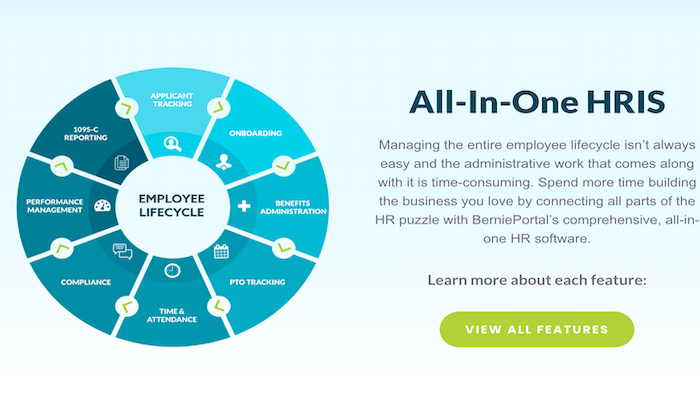 APPLICANT
TRACKING
ONBOARDING
BENEFITS
ADMINISTRATION
PTO TRACKING
TIME &
ATTENDANCE
COMPLIANCE
PERFORMANCE
MANAGEMENT
1095-C
REPORTING
EMPLOYEE
LIFECYCLE
All-In-One HRIS
Managing the entire employee lifecycle isn't always
easy and the administrative work that comes along
with it is time-consuming. Spend more time building
the business you love by connecting all parts of the
HR puzzle with BerniePortal's comprehensive, all-in-
one HR software.
Learn more about each feature:
VIEW ALL FEATURES